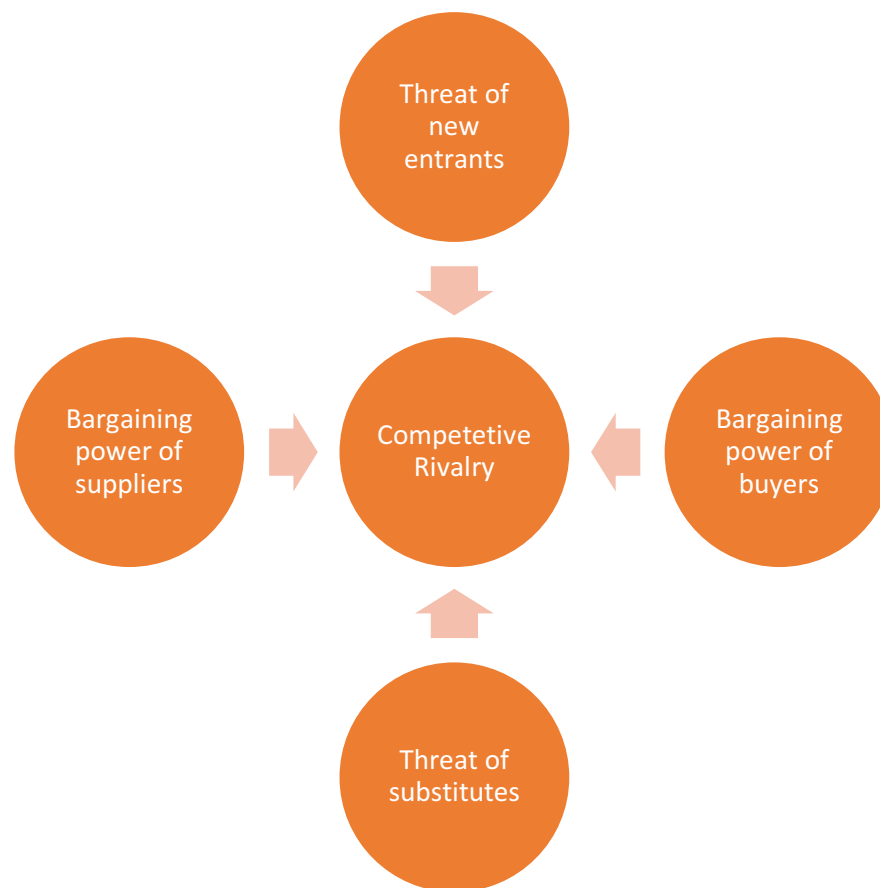 Threat of
new
entrants
Bargaining
power of
suppliers
Competetive
Rivalry
Bargaining
power of
buyers
Threat of
substitutes